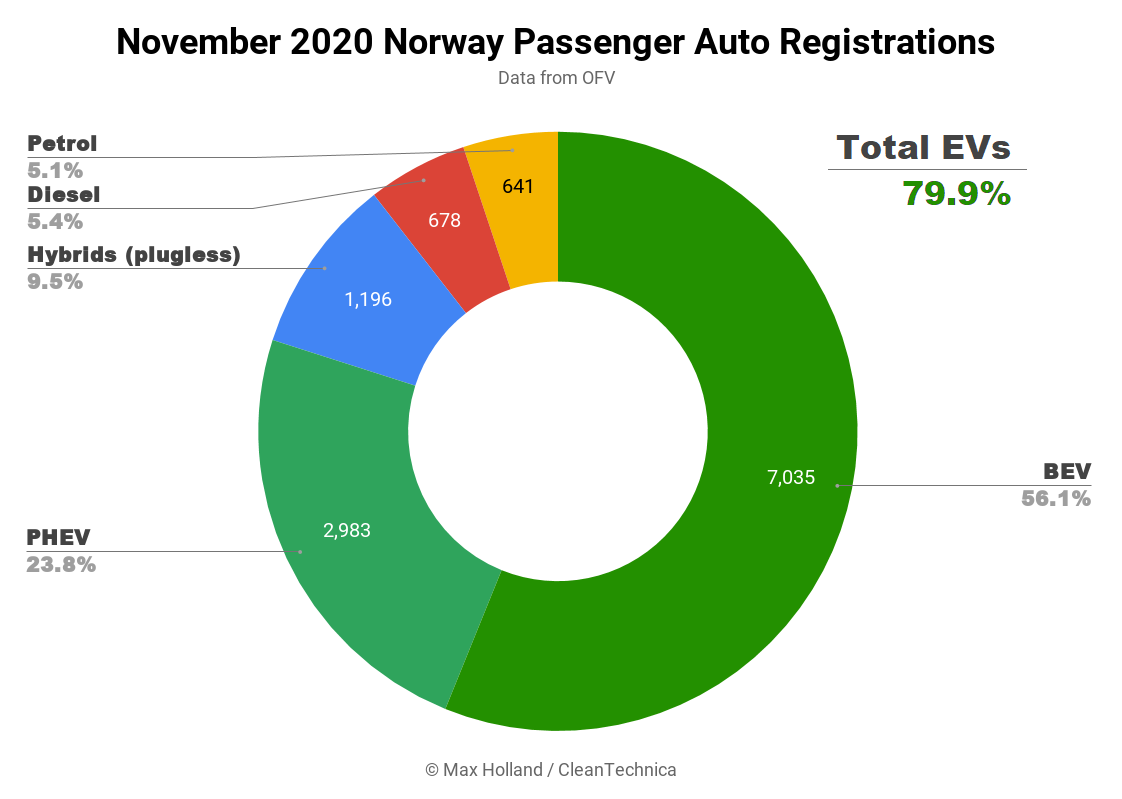 November 2020 Norway Passenger Auto Registrations
Data from OFV
Total EVs
79.9%
Petrol
5.1%
Diesel
5.4%
Hybrids (plugless)
9.5%
PHEV
23.8%
BEV
56.1%
641
678
1,196
2,983
7,035
© Max Holland / CleanTechnica